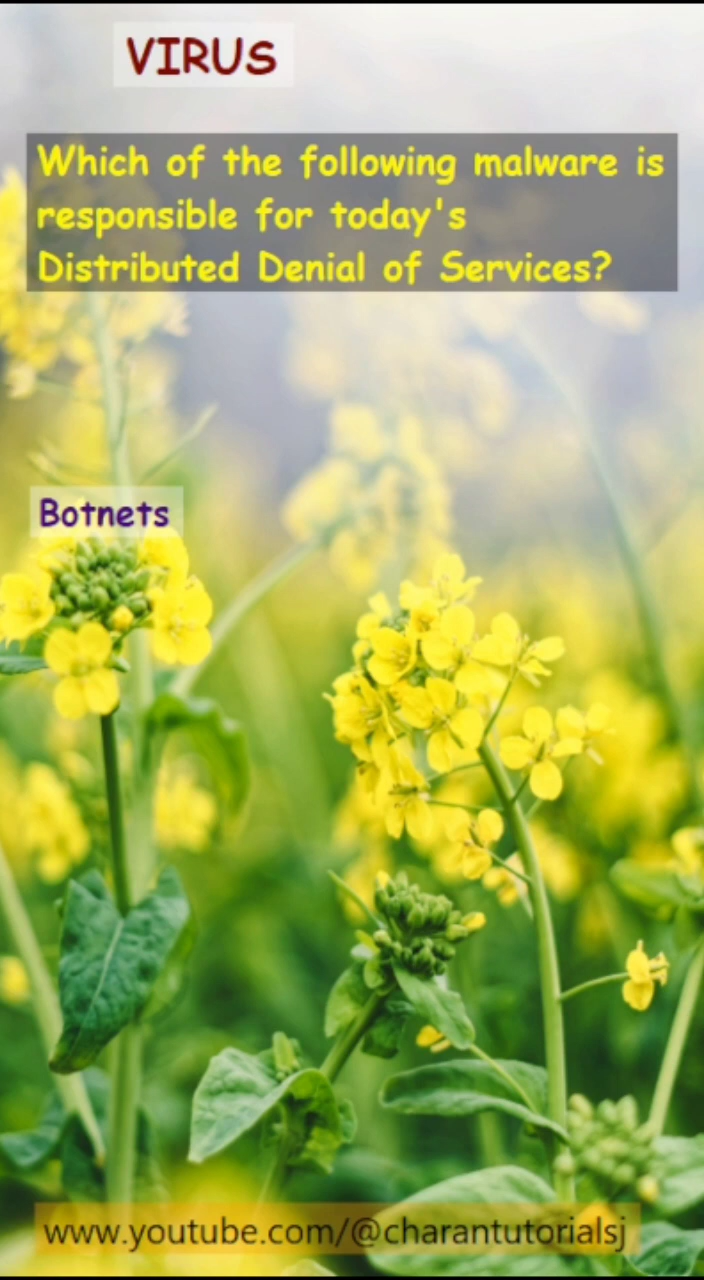 VIRUS
Which of the following malware is
responsible for today's
Distributed Denial of Services?
Botnets
www.youtube.com/@charantutorialsj